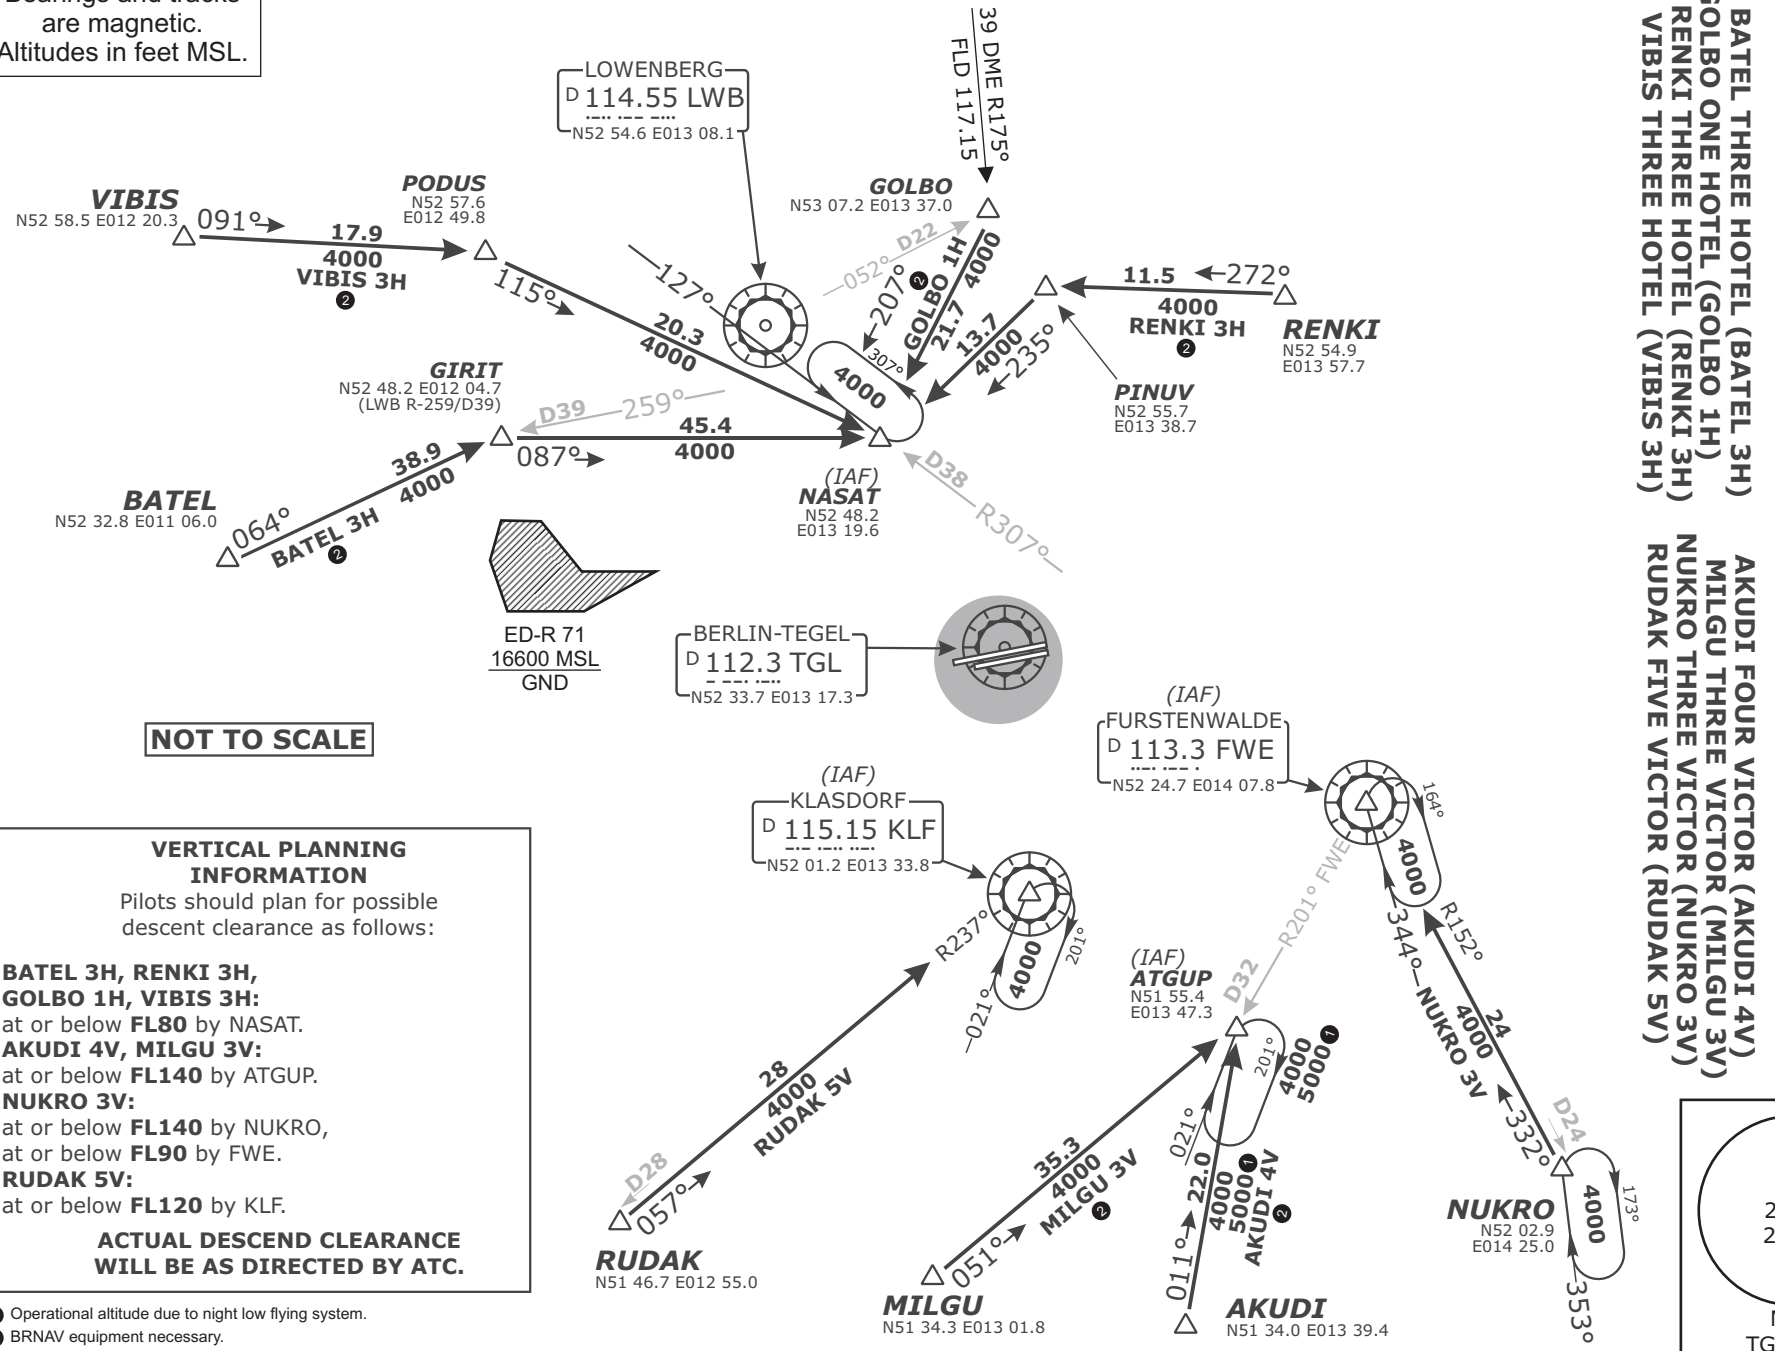 Bearings and tracks
are magnetic.
Altitudes in feet MSL.
LOWENBERG
D 114.55 LWB
N52 54.6 E013 08.1
39 DME R175°
FLD 117.15
BATEL THREE HOTEL (BATEL 3H)
GOLBO ONE HOTEL (GOLBO 1H)
RENKI THREE HOTEL (RENKI 3H)
VIBIS THREE HOTEL (VIBIS 3H)
AKUDI FOUR VICTOR (AKUDI 4V)
MILGU THREE VICTOR (MILGU 3V)
NUKRO THREE VICTOR (NUKRO 3V)
RUDAK FIVE VICTOR (RUDAK 5V)
VIBIS
N52 58.5 E012 20.3
091°
17.9
4000
VIBIS 3H
2
PODUS
N52 57.6
E012 49.8
115°
20.3
4000
127°
GOLBO
N53 07.2 E013 37.0
052°
D22
207°
2
GOLBO 1H
21.7 4000
307°
4000
13.7
4000
235°
11.5
272°
4000
RENKI 3H
2
RENKI
N52 54.9
E013 57.7
PINUV
N52 55.7
E013 38.7
GIRIT
N52 48.2 E012 04.7
(LWB R-259/D39)
D39
259°
45.4
4000
087°
38.9
4000
BATEL
N52 32.8 E011 06.0
064°
BATEL 3H
2
(IAF)
NASAT
N52 48.2
E013 19.6
D38
R307°
ED-R 71
16600 MSL
GND
BERLIN-TEGEL
D 112.3 TGL
N52 33.7 E013 17.3
NOT TO SCALE
(IAF)
FURSTENWALDE
D 113.3 FWE
N52 24.7 E014 07.8
164°
4000
344°
R152°
(IAF)
KLASDORF
D 115.15 KLF
N52 01.2 E013 33.8
R237°
4000
201°
021°
R201° FWE
D32
(IAF)
ATGUP
N51 55.4
E013 47.3
201°
4000
5000 1
021°
24
4000
NUKRO 3V
332°
D24
NUKRO
N52 02.9
E014 25.0
4000
173°
353°
28
4000
RUDAK 5V
D28
057°
RUDAK
N51 46.7 E012 55.0
35.3
4000
MILGU 3V
2
051°
MILGU
N51 34.3 E013 01.8
22.0
4000
5000 1
AKUDI 4V
2
011°
AKUDI
N51 34.0 E013 39.4
VERTICAL PLANNING
INFORMATION
Pilots should plan for possible
descent clearance as follows:
BATEL 3H, RENKI 3H,
GOLBO 1H, VIBIS 3H:
at or below FL80 by NASAT.
AKUDI 4V, MILGU 3V:
at or below FL140 by ATGUP.
NUKRO 3V:
at or below FL140 by NUKRO,
at or below FL90 by FWE.
RUDAK 5V:
at or below FL120 by KLF.
ACTUAL DESCEND CLEARANCE
WILL BE AS DIRECTED BY ATC.
Operational altitude due to night low flying system.
BRNAV equipment necessary.
2
2
TG